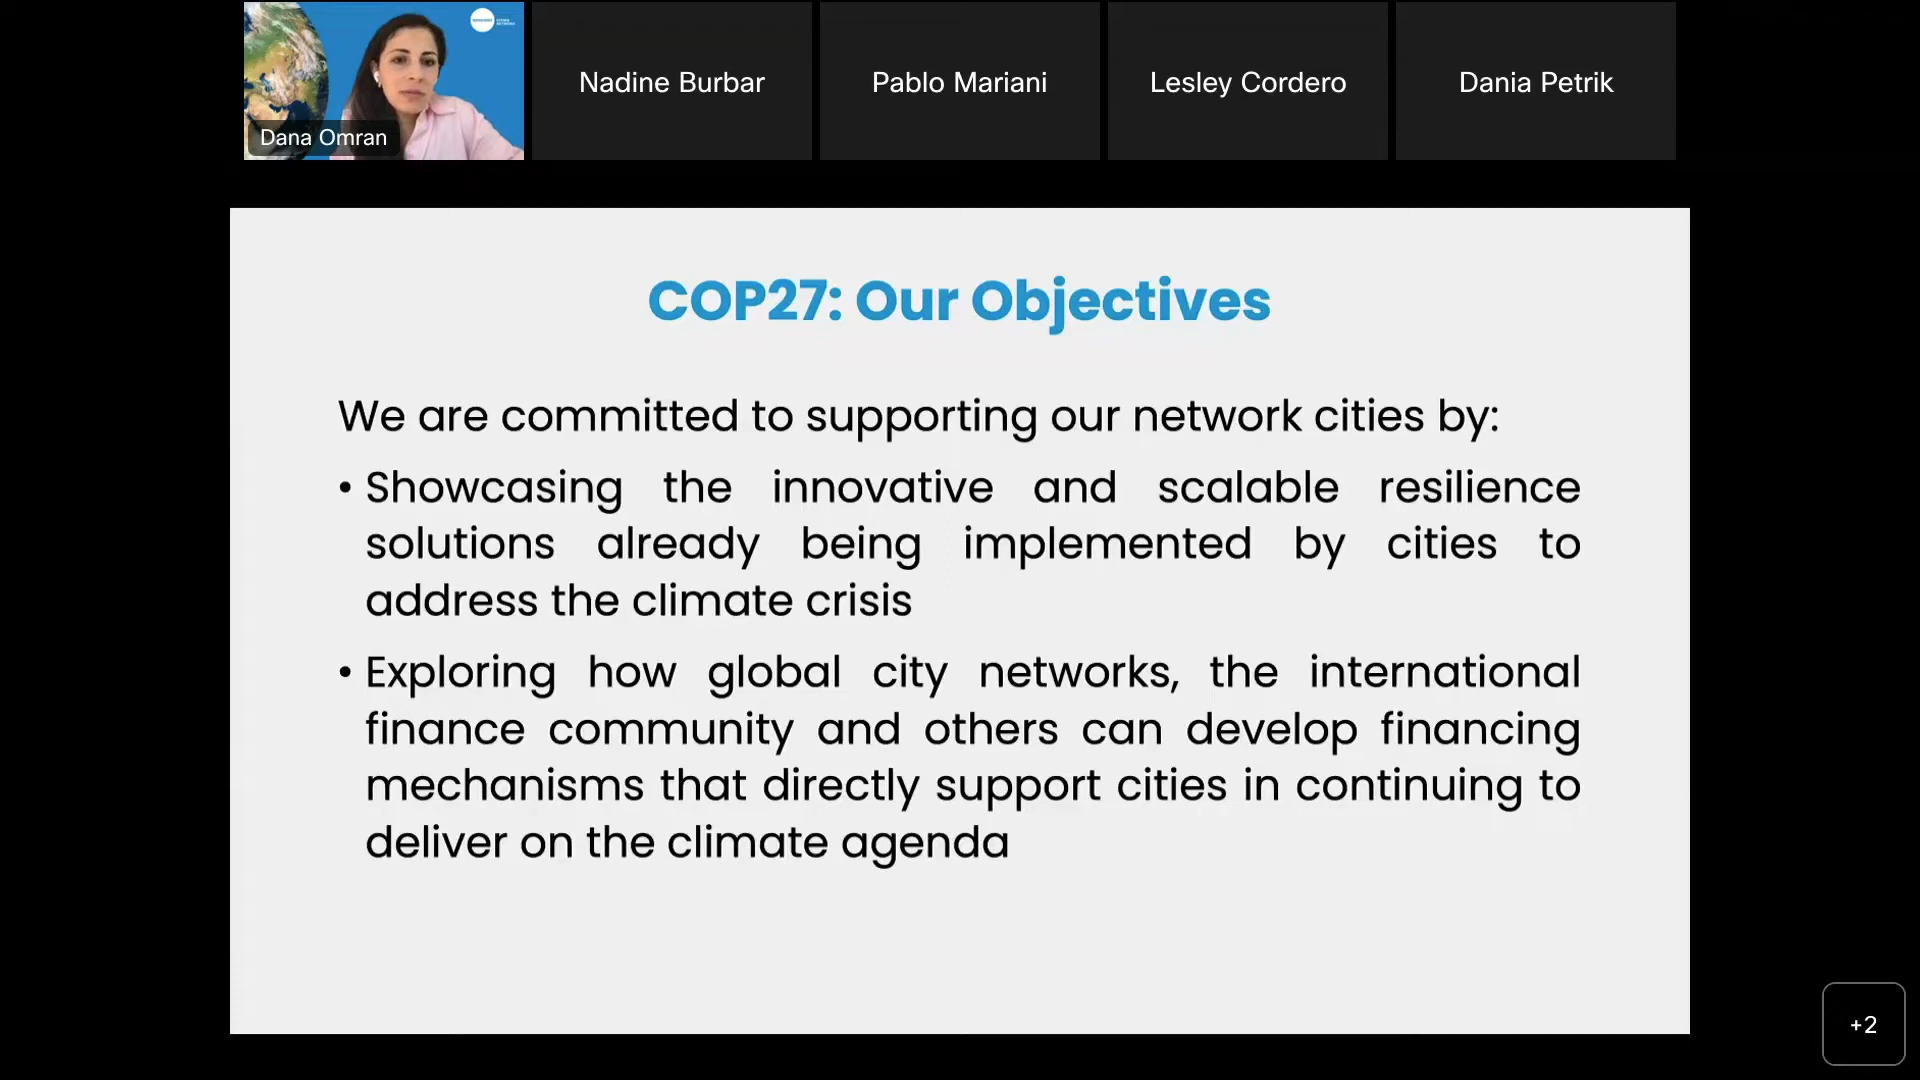 Dana Omran
Nadine Burbar
Pablo Mariani
Lesley Cordero
Dania Petrik
COP27: Our Objectives
We are committed to supporting our network cities by:
• Showcasing the innovative and scalable resilience
solutions already being implemented by cities to
address the climate crisis
• Exploring how global city networks, the international
finance community and others can develop financing
mechanisms that directly support cities in continuing to
deliver on the climate agenda
+2